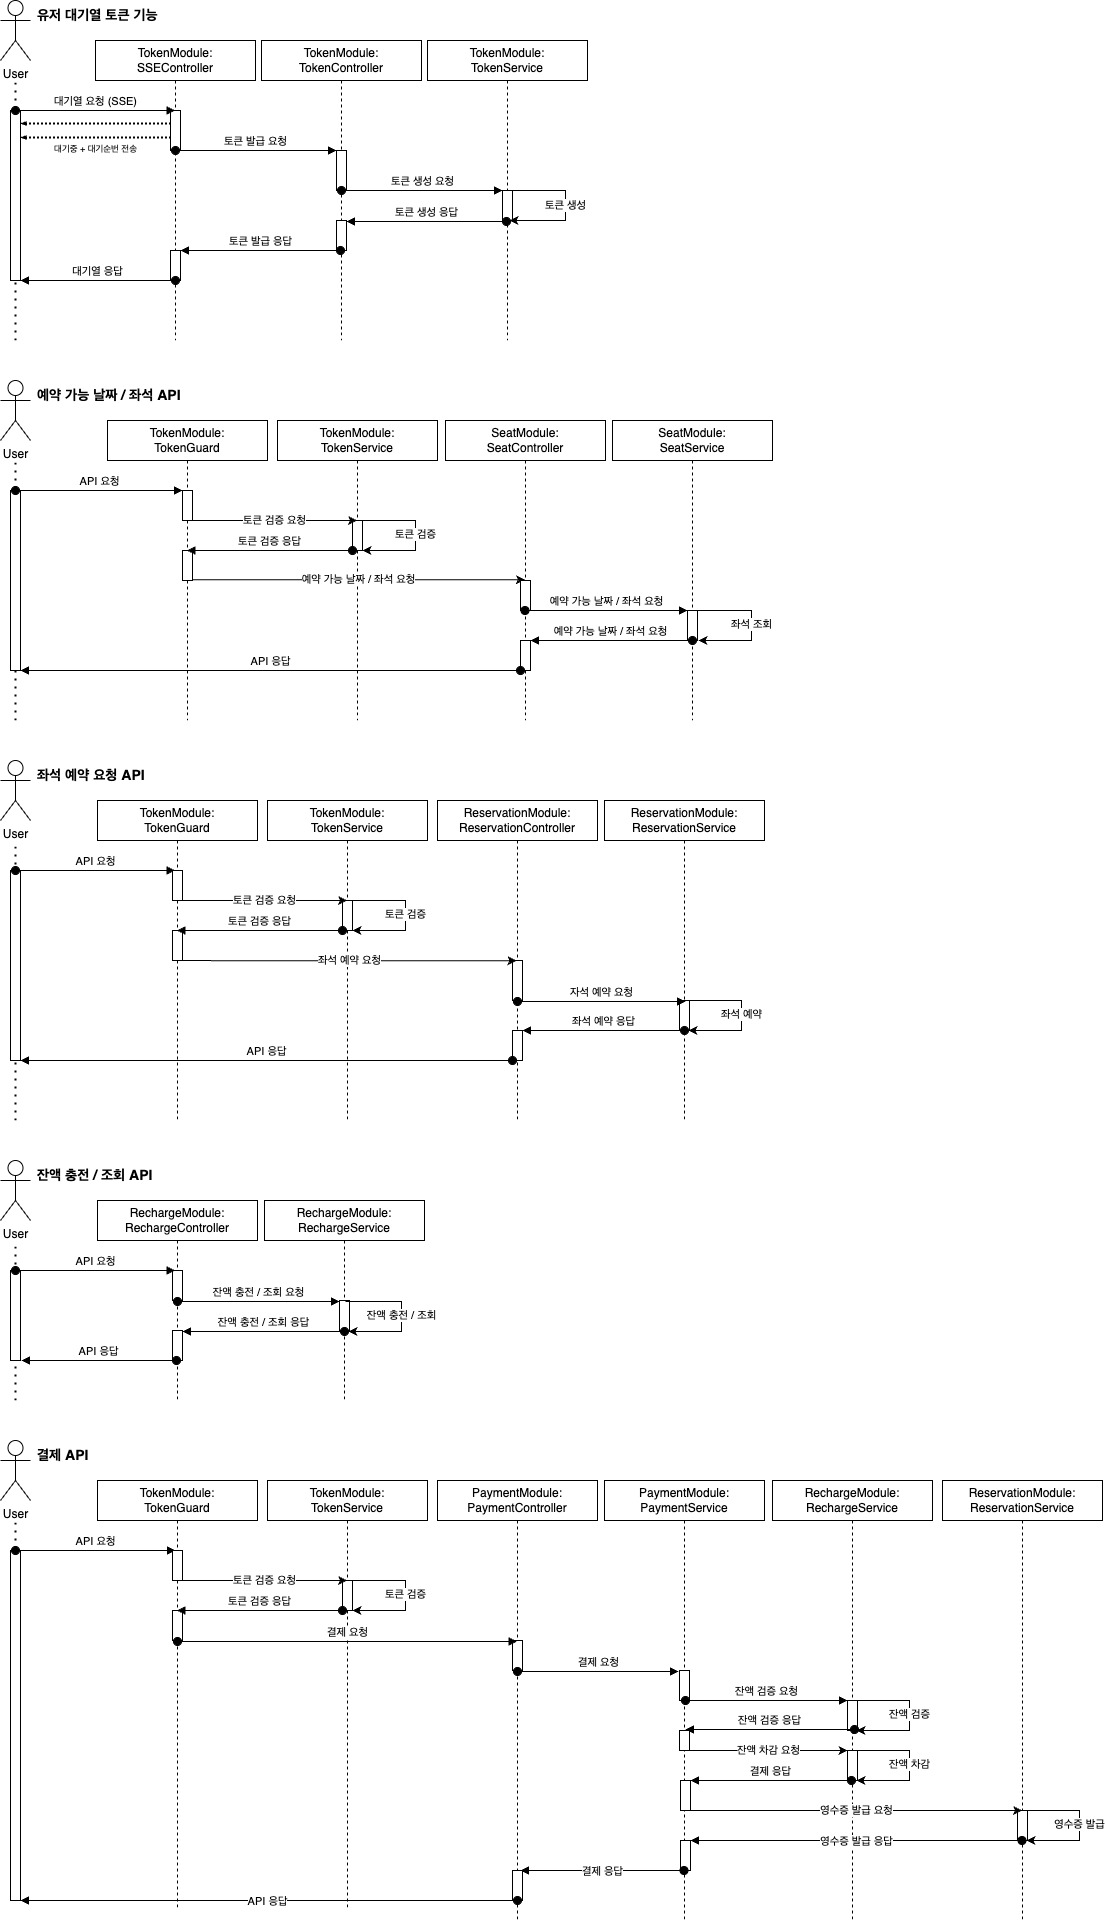 유저 대기열 토큰 기능
User
TokenModule:
SSEController
TokenModule:
TokenController
TokenModule:
TokenService
대기열 요청 (SSE)
대기중 + 대기순번 전송
토큰 발급 요청
토큰 생성 요청
토큰 생성
토큰 생성 응답
토큰 발급 응답
대기열 응답
예약 가능 날짜 / 좌석 API
User
TokenModule:
TokenGuard
TokenModule:
TokenService
SeatModule:
SeatController
SeatModule:
SeatService
API 요청
토큰 검증 요청
토큰 검증
토큰 검증 응답
예약 가능 날짜 / 좌석 요청
예약 가능 날짜 / 좌석 요청
좌석 조회
예약 가능 날짜 / 좌석 요청
API 응답
좌석 예약 요청 API
User
TokenModule:
TokenGuard
TokenModule:
TokenService
ReservationModule:
ReservationController
ReservationModule:
ReservationService
API 요청
토큰 검증 요청
토큰 검증
토큰 검증 응답
좌석 예약 요청
자석 예약 요청
좌석 예약
좌석 예약 응답
API 응답
잔액 충전 / 조회 API
User
RechargeModule:
RechargeController
RechargeModule:
RechargeService
API 요청
잔액 충전 / 조회 요청
잔액 충전 / 조회
잔액 충전 / 조회 응답
API 응답
결제 API
User
TokenModule:
TokenGuard
TokenModule:
TokenService
PaymentModule:
PaymentController
PaymentModule:
PaymentService
RechargeModule:
RechargeService
ReservationModule:
ReservationService
API 요청
토큰 검증 요청
토큰 검증
토큰 검증 응답
결제 요청
결제 요청
잔액 검증 요청
잔액 검증
잔액 검증 응답
잔액 차감 요청
잔액 차감
결제 응답
영수증 발급 요청
영수증 발급
영수증 발급 응답
결제 응답
API 응답